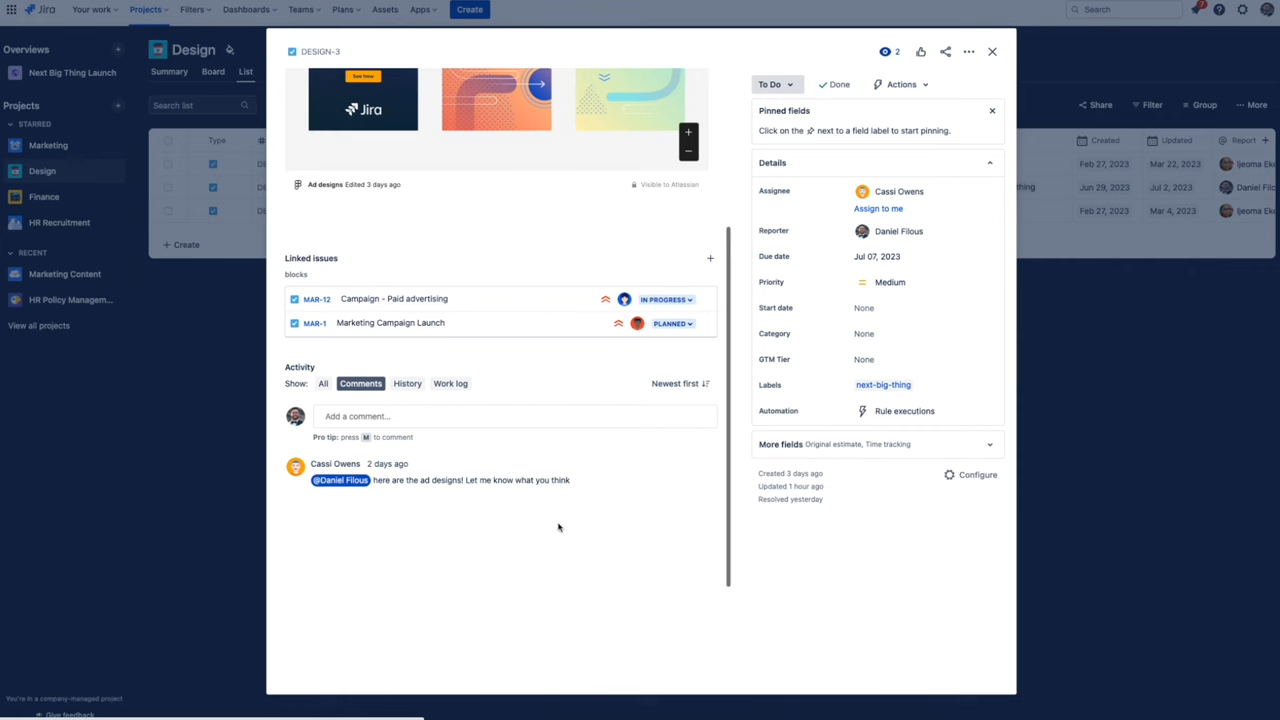 Jira Your work Projects Filters Dashboards Teams Plans Assets Apps Create Search 7
Overviews
Next Big Thing Launch
Projects
STARRED
Marketing
Design
Finance
HR Recruitment
RECENT
Marketing Content
HR Policy Managem...
View all projects
You're in a company-managed project
Give feedback
Design
Summary Board List
Search list
Share Filter Group More
Type # Created Updated Report
DE Feb 27, 2023 Mar 22, 2023 Ijeoma Eke
DE thing Jun 29, 2023 Jul 2, 2023 Daniel Filo
DE Feb 27, 2023 Mar 4, 2023 Ijeoma Eke
Create
DESIGN-3
2
See how
Jira
Ad designs Edited 3 days ago Visible to Atlassian
Linked issues
blocks
MAR-12 Campaign - Paid advertising IN PROGRESS
MAR-1 Marketing Campaign Launch PLANNED
Activity
Show: All Comments History Work log Newest first
Add a comment...
Pro tip: press M to comment
Cassi Owens 2 days ago
@Daniel Filous here are the ad designs! Let me know what you think
To Do Done Actions
Pinned fields
Click on the next to a field label to start pinning.
Details
Assignee Cassi Owens
Assign to me
Reporter Daniel Filous
Due date Jul 07, 2023
Priority Medium
Start date None
Category None
GTM Tier None
Labels next-big-thing
Automation Rule executions
More fields Original estimate, Time tracking
Created 3 days ago
Updated 1 hour ago
Resolved yesterday
Configure